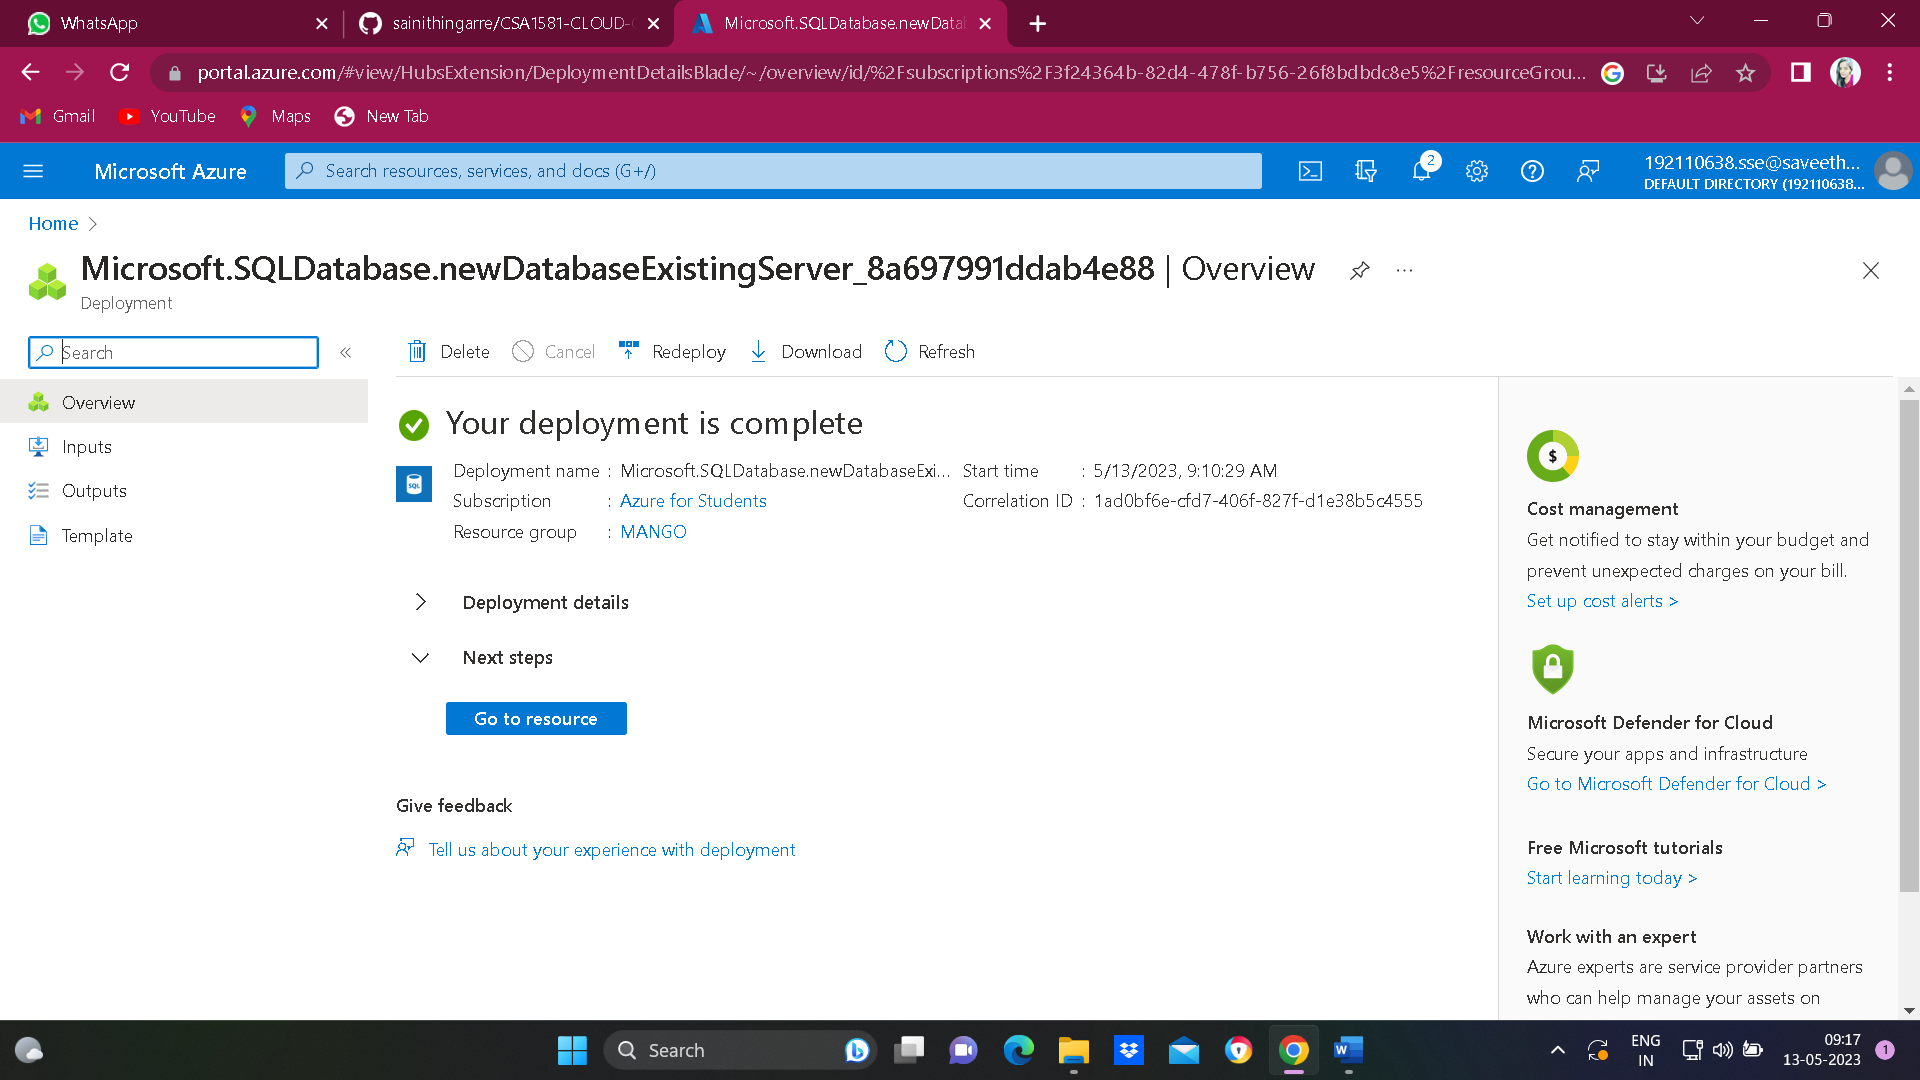 WhatsApp
sainithingarre/CSA1581-CLOUD-
Microsoft.SQLDatabase.newDatab
portal.azure.com/#view/HubsExtension/DeploymentDetailsBlade/~/overview/id/%2Fsubscriptions%2F3f24364b-82d4-478f-b756-26f8bdbdc8e5%2FresourceGrou...
Gmail
YouTube
Maps
New Tab
Microsoft Azure
Search resources, services, and docs (G+/)
2
192110638.sse@saveeth...
DEFAULT DIRECTORY (192110638...
Home
Microsoft.SQLDatabase.newDatabaseExistingServer_8a697991ddab4e88 | Overview
Deployment
Search
Delete
Cancel
Redeploy
Download
Refresh
Overview
Inputs
Outputs
Template
Your deployment is complete
SQL
Deployment name : Microsoft.SQLDatabase.newDatabaseExi...
Start time : 5/13/2023, 9:10:29 AM
Subscription : Azure for Students
Correlation ID : 1ad0bf6e-cfd7-406f-827f-d1e38b5c4555
Resource group : MANGO
Deployment details
Next steps
Go to resource
Give feedback
Tell us about your experience with deployment
$
Cost management
Get notified to stay within your budget and
prevent unexpected charges on your bill.
Set up cost alerts >
Microsoft Defender for Cloud
Secure your apps and infrastructure
Go to Microsoft Defender for Cloud >
Free Microsoft tutorials
Start learning today >
Work with an expert
Azure experts are service provider partners
who can help manage your assets on
Search
ENG
IN
09:17
13-05-2023
1